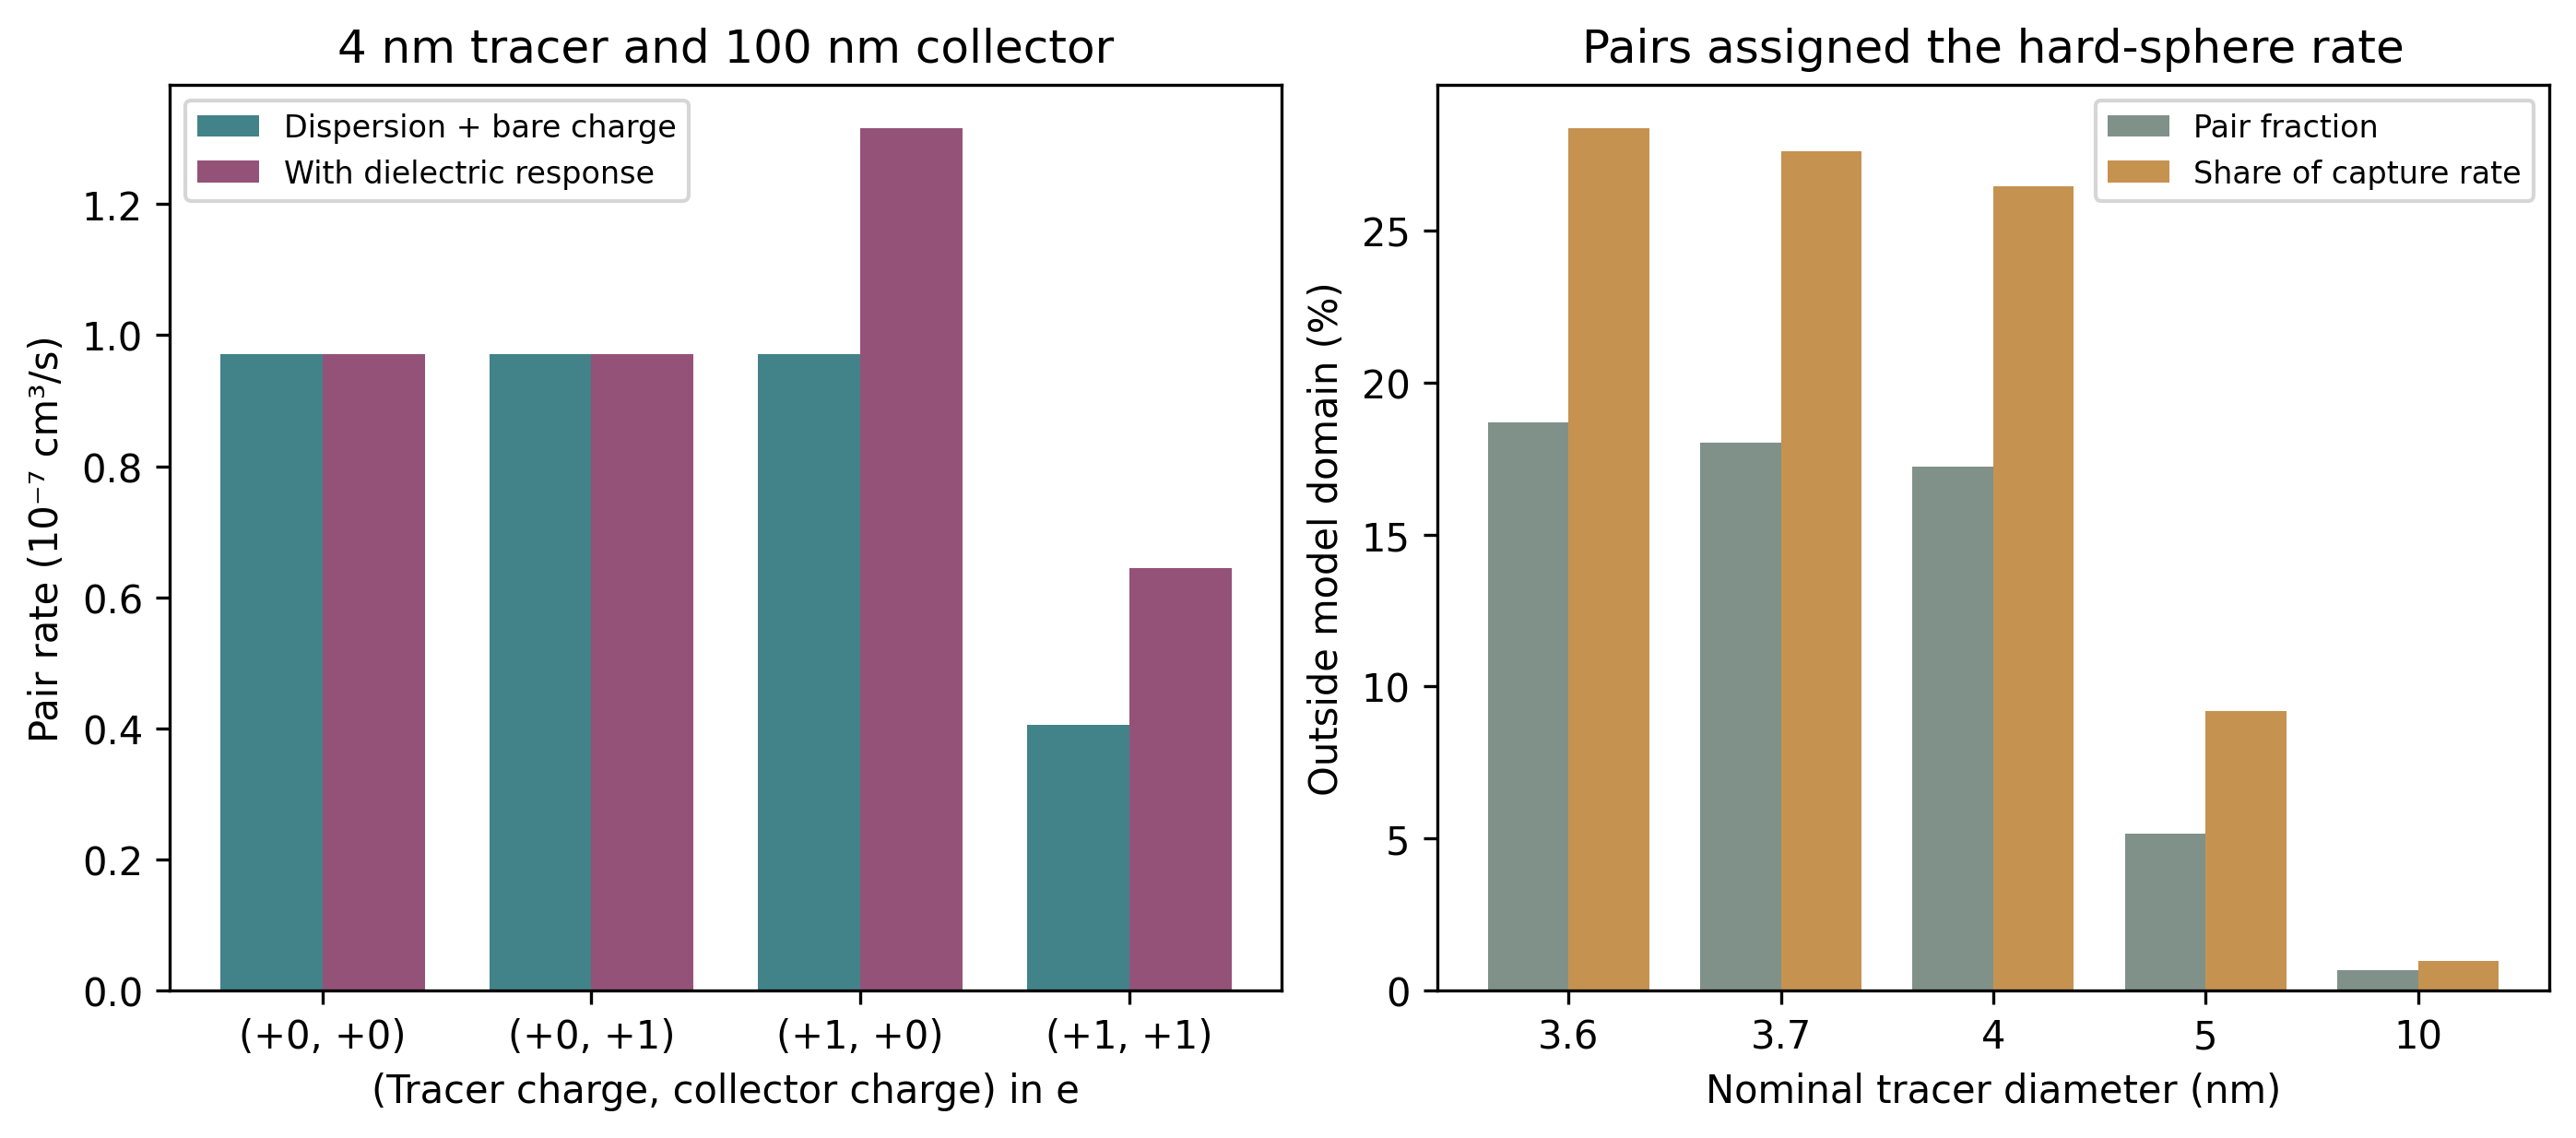 4 nm tracer and 100 nm collector
Dispersion + bare charge
With dielectric response
Pair rate (10⁻⁷ cm³/s)
1.2
1.0
0.8
0.6
0.4
0.2
0.0
(+0, +0)
(+0, +1)
(+1, +0)
(+1, +1)
(Tracer charge, collector charge) in e
Pairs assigned the hard-sphere rate
Pair fraction
Share of capture rate
Outside model domain (%)
25
20
15
10
5
0
3.6
3.7
4
5
10
Nominal tracer diameter (nm)